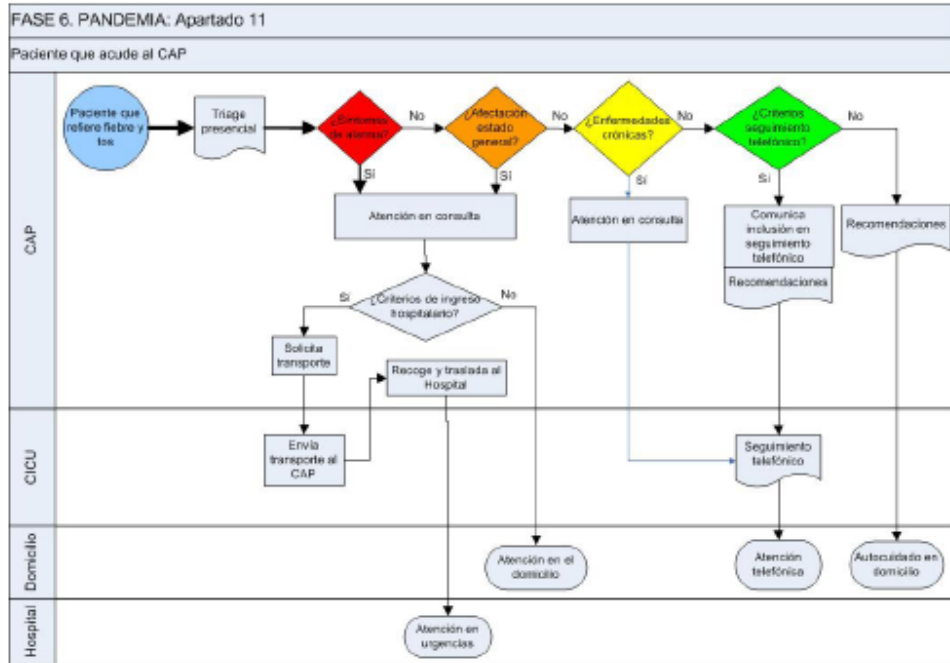 FASE 6. PANDEMIA: Apartado 11
Paciente que acude al CAP
CAP
Paciente que
refiere fiebre y
tos
Triage
presencial
¿Síntomas
de alarma?
No
¿Afectación
estado
general?
No
¿Enfermedades
crónicas?
No
¿Criterios
seguimiento
telefónico?
No
Sí
Sí
Sí
Sí
Atención en consulta
Atención en consulta
Comunica
inclusión en
seguimiento
telefónico
Recomendaciones
Recomendaciones
Sí
¿Criterios de ingreso
hospitalario?
No
Solicita
transporte
Recoge y traslada al
Hospital
CICU
Envía
transporte al
CAP
Seguimiento
telefónico
Domicilio
Atención en el
domicilio
Atención
telefónica
Autocuidado en
domicilio
Hospital
Atención en
urgencias